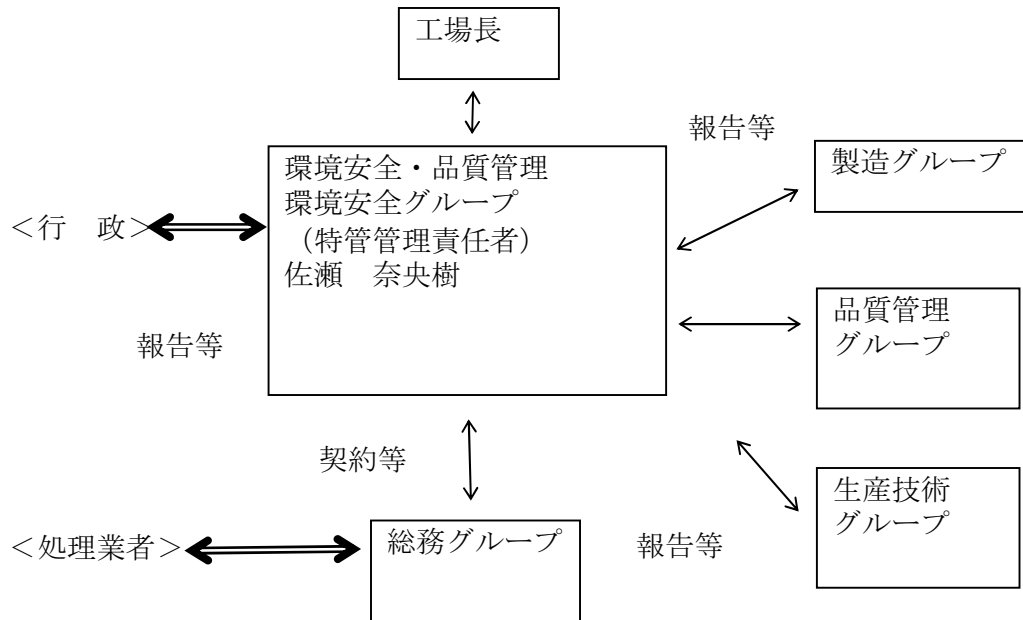 工場長
報告等
環境安全・品質管理
環境安全グループ
（特管管理責任者）
佐瀬　奈央樹
製造グループ
＜行　政＞
品質管理
グループ
報告等
契約等
生産技術
グループ
＜処理業者＞
総務グループ
報告等